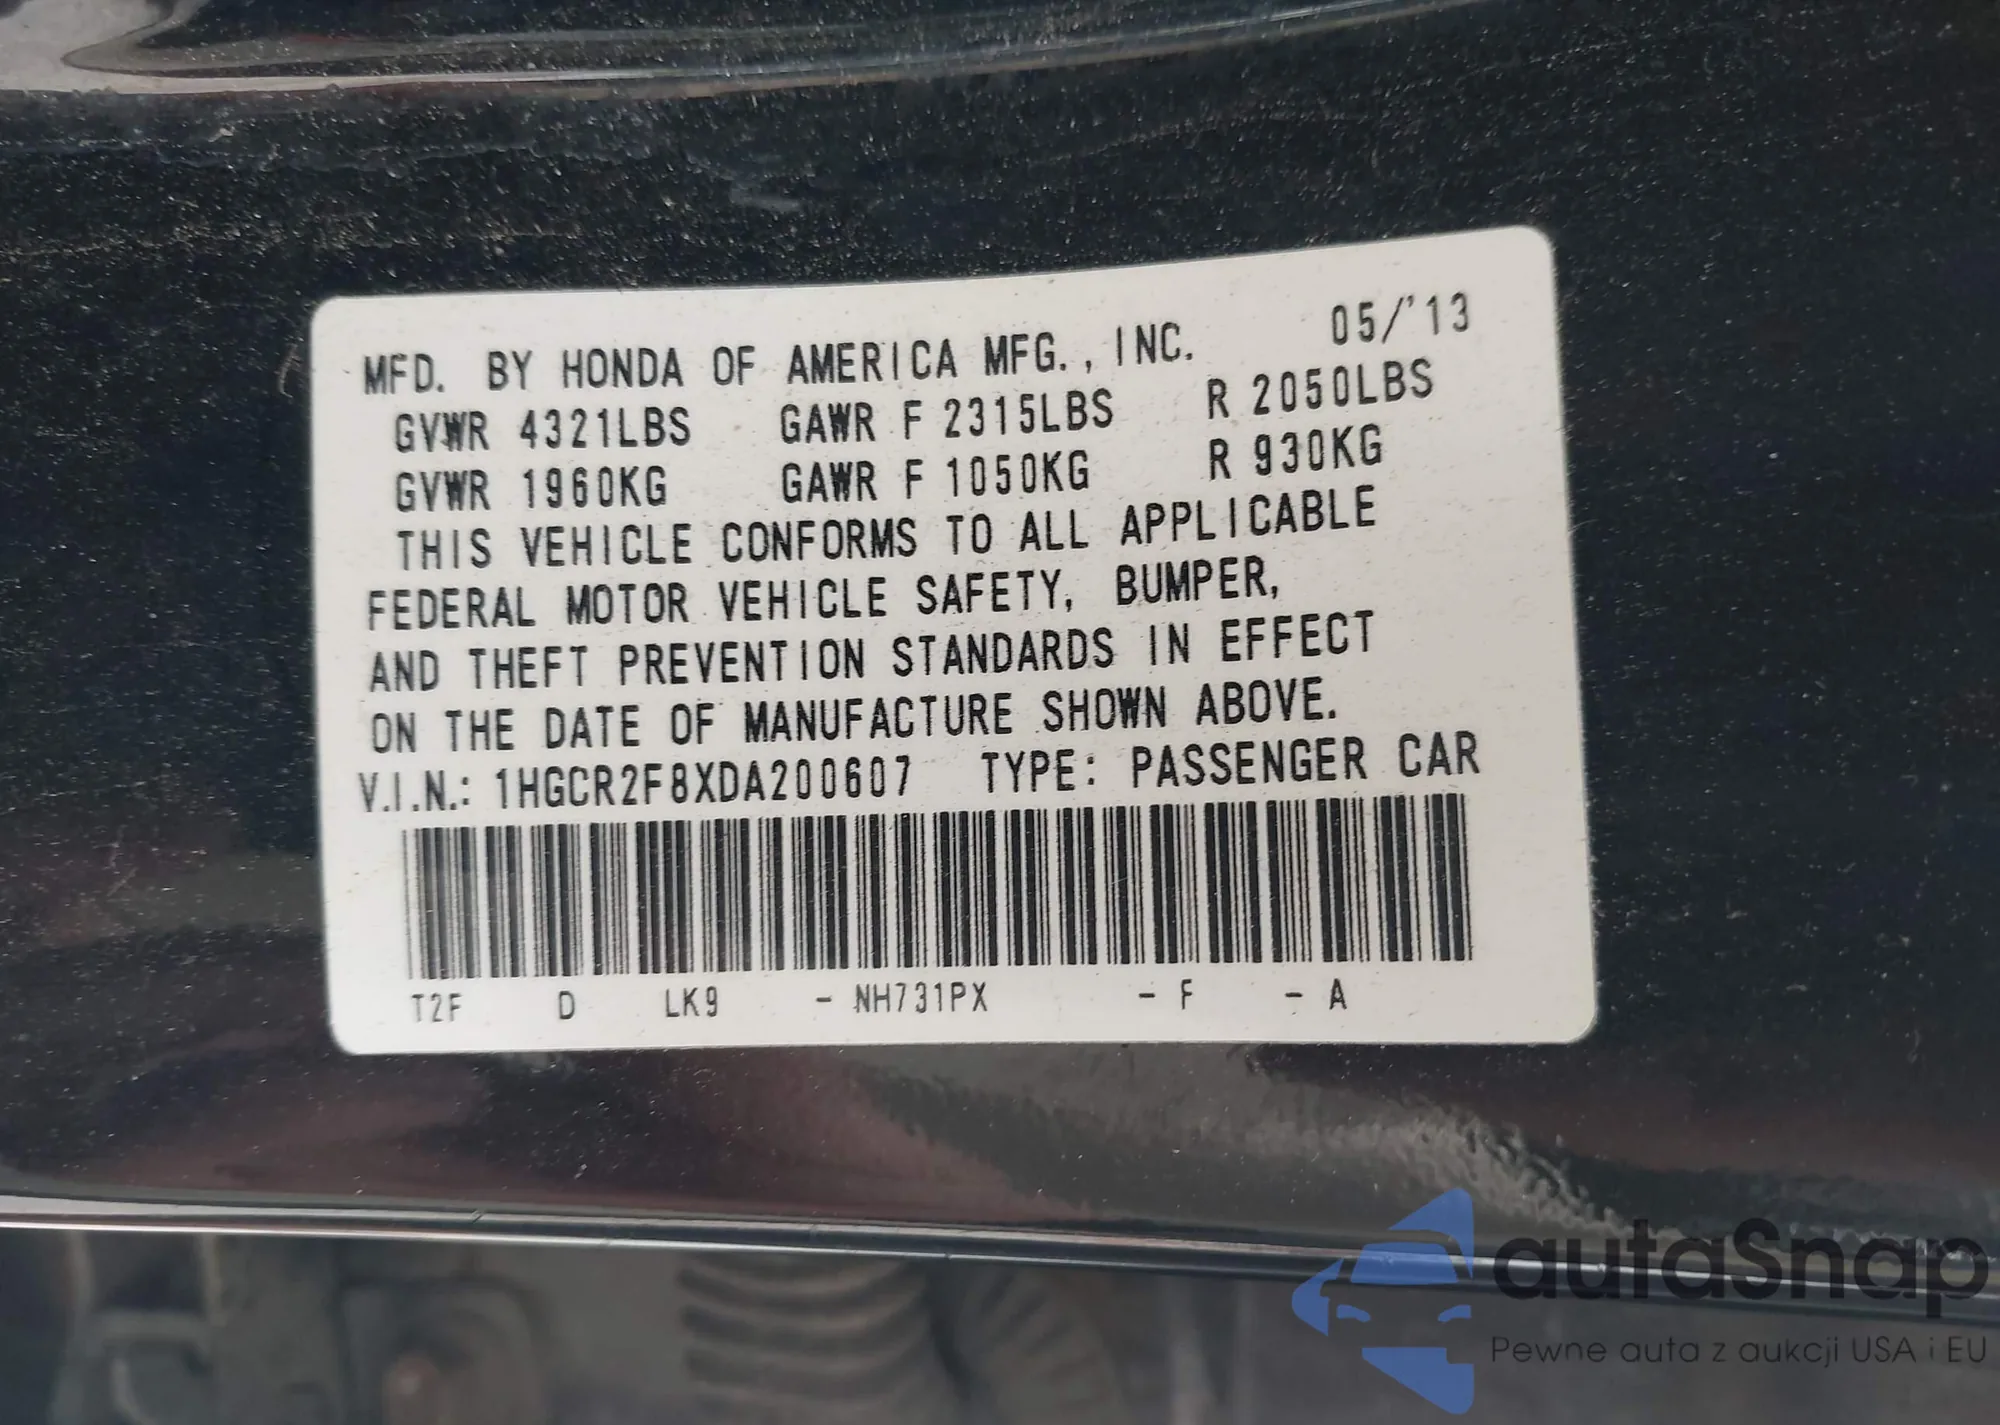 MFD. BY HONDA OF AMERICA MFG., INC. 05/'13
GVWR 4321LBS GAWR F 2315LBS R 2050LBS
GVWR 1960KG GAWR F 1050KG R 930KG
THIS VEHICLE CONFORMS TO ALL APPLICABLE
FEDERAL MOTOR VEHICLE SAFETY, BUMPER,
AND THEFT PREVENTION STANDARDS IN EFFECT
ON THE DATE OF MANUFACTURE SHOWN ABOVE.
V.I.N.: 1HGCR2F8XDA200607 TYPE: PASSENGER CAR
T2F D LK9 - NH731PX - F - A
autaSnap
Pewne auta z aukcji USA i EU